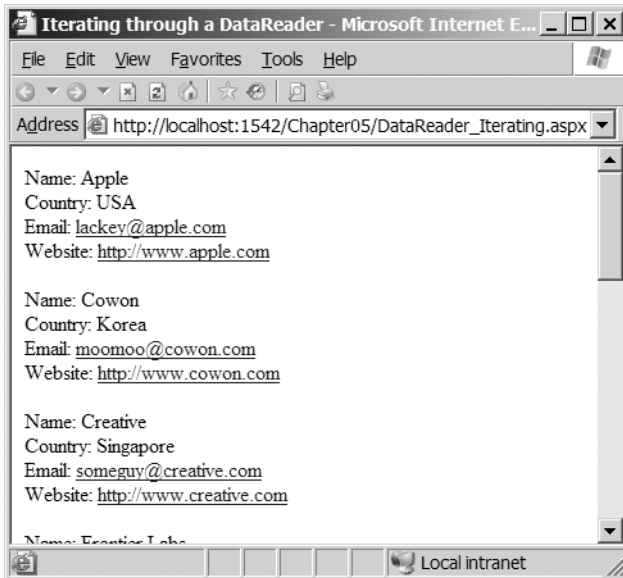 Iterating through a DataReader - Microsoft Internet E...
File Edit View Favorites Tools Help
Address http://localhost:1542/Chapter05/DataReader_Iterating.aspx
Name: Apple
Country: USA
Email: lackey@apple.com
Website: http://www.apple.com
Name: Cowon
Country: Korea
Email: moomoo@cowon.com
Website: http://www.cowon.com
Name: Creative
Country: Singapore
Email: someguy@creative.com
Website: http://www.creative.com
Name: Frontier Labs
Local intranet